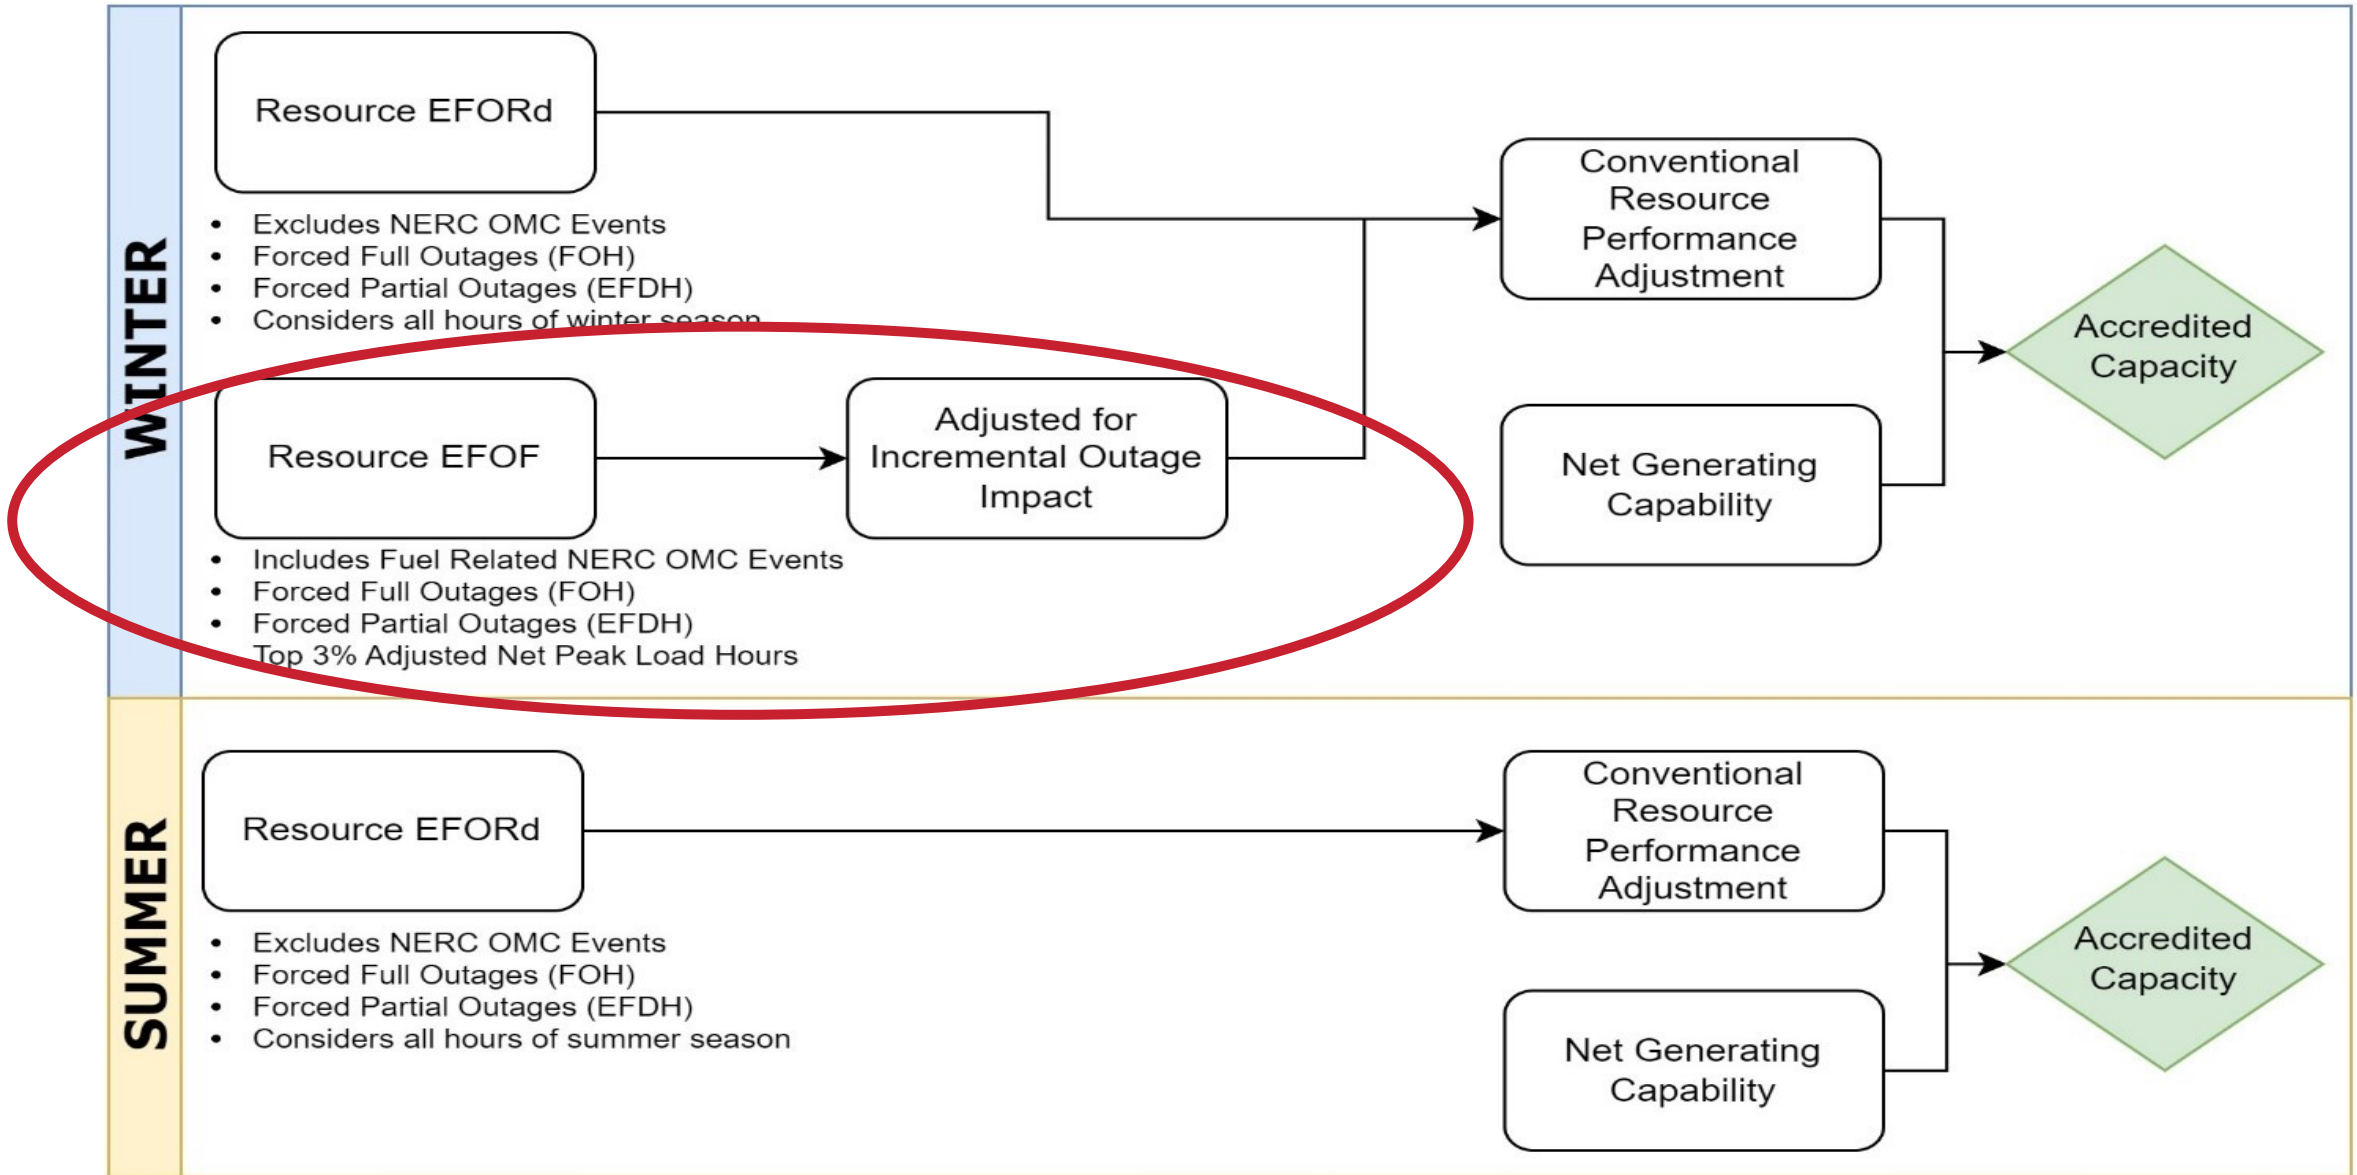 WINTER
Resource EFORd
• Excludes NERC OMC Events
• Forced Full Outages (FOH)
• Forced Partial Outages (EFDH)
• Considers all hours of winter season
Resource EFOF
Adjusted for
Incremental Outage
Impact
• Includes Fuel Related NERC OMC Events
• Forced Full Outages (FOH)
• Forced Partial Outages (EFDH)
Top 3% Adjusted Net Peak Load Hours
Conventional
Resource
Performance
Adjustment
Net Generating
Capability
Accredited
Capacity
SUMMER
Resource EFORd
• Excludes NERC OMC Events
• Forced Full Outages (FOH)
• Forced Partial Outages (EFDH)
• Considers all hours of summer season
Conventional
Resource
Performance
Adjustment
Net Generating
Capability
Accredited
Capacity